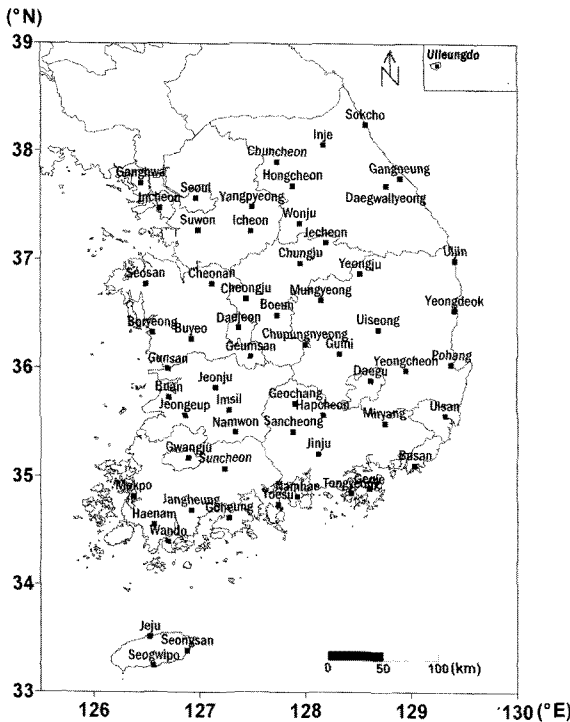 (°N)
39
Ulleungdo
N
Sokcho
Inje
38
Chuncheon
Ganghwa
Hongcheon
Gangneung
Seoul
Yangpyeong
Daegwallyeong
Incheon
Suwon
Icheon
Wonju
Jecheon
37
Chungju
Uljin
Seosan
Cheonan
Yeongju
Cheongju
Mungyeong
Boeun
Yeongdeok
Boryeong
Daejeon
Buyeo
Chupungnyeong
Uiseong
Geumsan
Gumi
36
Gunsan
Pohang
Yeongcheon
Daegu
Jeonju
Buan
Imsil
Geochang
Jeongeup
Hapcheon
Namwon
Sancheong
Miryang
Ulsan
Gwangju
Jinju
Suncheon
Busan
35
Mokpo
Namhae
Tongyeong
Geoje
Jangheung
Goheung
Yeosu
Haenam
Wando
34
Jeju
Seongsan
Seogwipo
0 50 100 (km)
33
126 127 128 129 130 (°E)